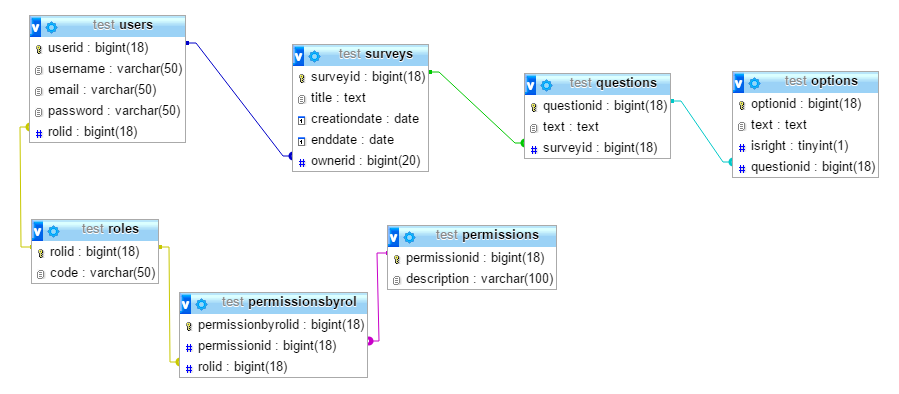 test users
userid : bigint(18)
username : varchar(50)
email : varchar(50)
password : varchar(50)
rolid : bigint(18)
test surveys
surveyid : bigint(18)
title : text
creationdate : date
enddate : date
ownerid : bigint(20)
test questions
questionid : bigint(18)
text : text
surveyid : bigint(18)
test options
optionid : bigint(18)
text : text
isright : tinyint(1)
questionid : bigint(18)
test roles
rolid : bigint(18)
code : varchar(50)
test permissionsbyrol
permissionbyrolid : bigint(18)
permissionid : bigint(18)
rolid : bigint(18)
test permissions
permissionid : bigint(18)
description : varchar(100)